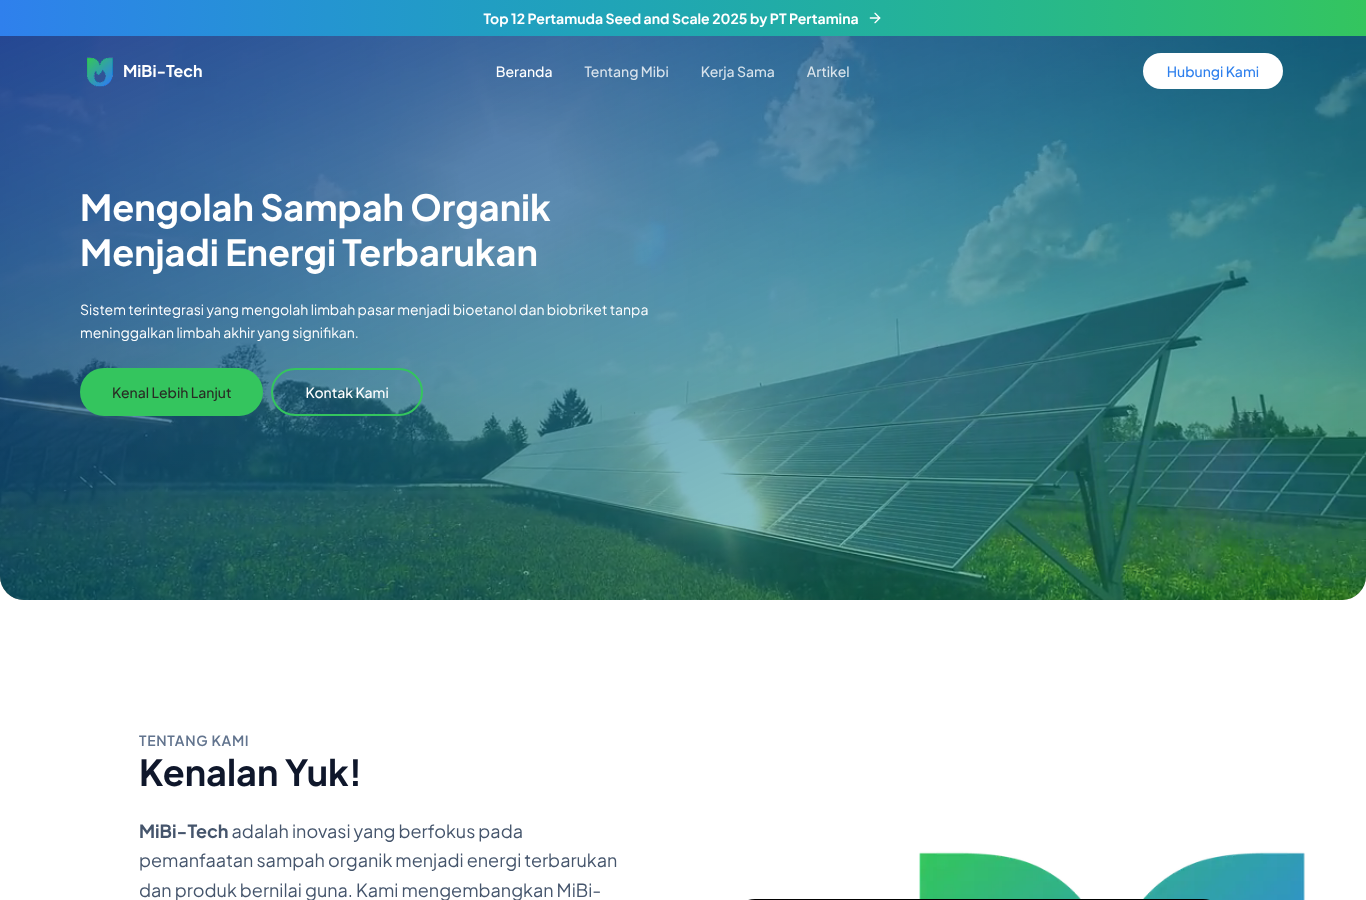 Top 12 Pertamuda Seed and Scale 2025 by PT Pertamina
MiBi-Tech
Beranda
Tentang Mibi
Kerja Sama
Artikel
Hubungi Kami
Mengolah Sampah Organik
Menjadi Energi Terbarukan
Sistem terintegrasi yang mengolah limbah pasar menjadi bioetanol dan biobriket tanpa
meninggalkan limbah akhir yang signifikan.
Kenal Lebih Lanjut
Kontak Kami
TENTANG KAMI
Kenalan Yuk!
MiBi-Tech adalah inovasi yang berfokus pada
pemanfaatan sampah organik menjadi energi terbarukan
dan produk bernilai guna. Kami mengembangkan MiBi-